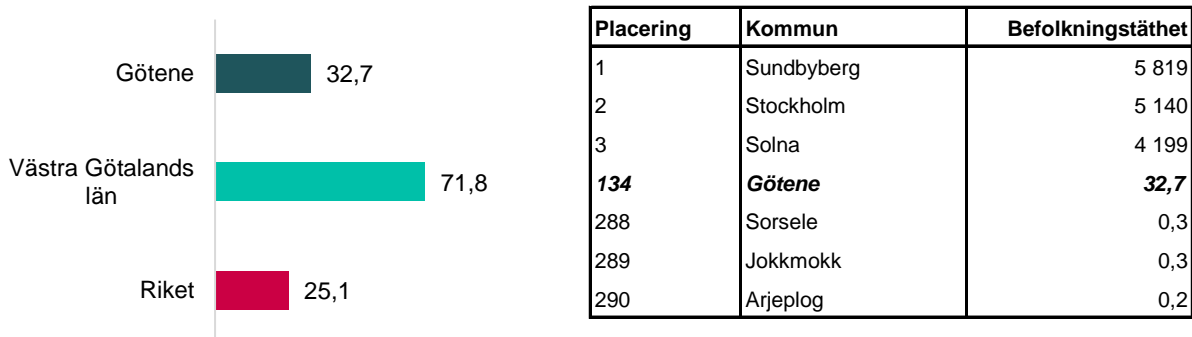 Götene
32,7
Västra Götalands
län
71,8
Riket
25,1
Placering Kommun Befolkningstäthet
1 Sundbyberg 5 819
2 Stockholm 5 140
3 Solna 4 199
134 Götene 32,7
288 Sorsele 0,3
289 Jokkmokk 0,3
290 Arjeplog 0,2